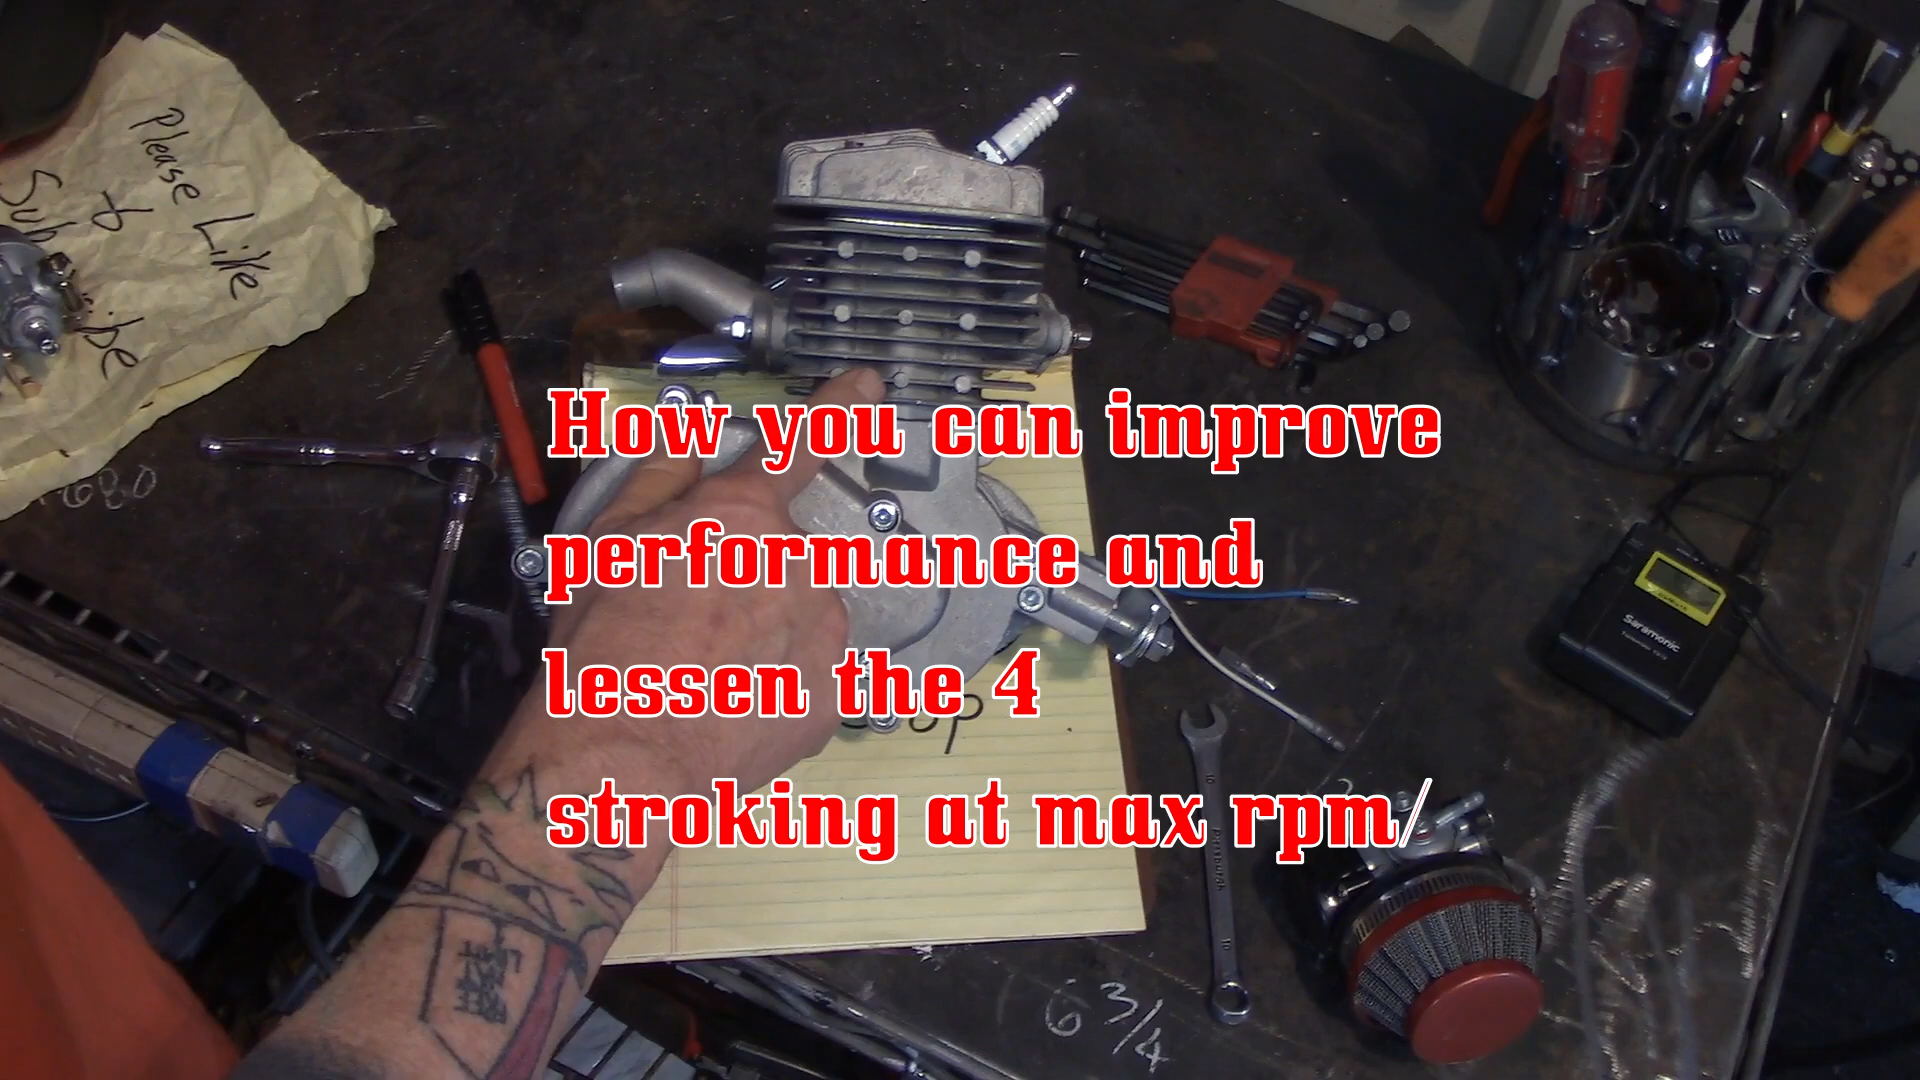 Please Like
&
Subscribe
How you can improve
performance and
lessen the 4
stroking at max rpm/
680
Saramonic
6 3/4